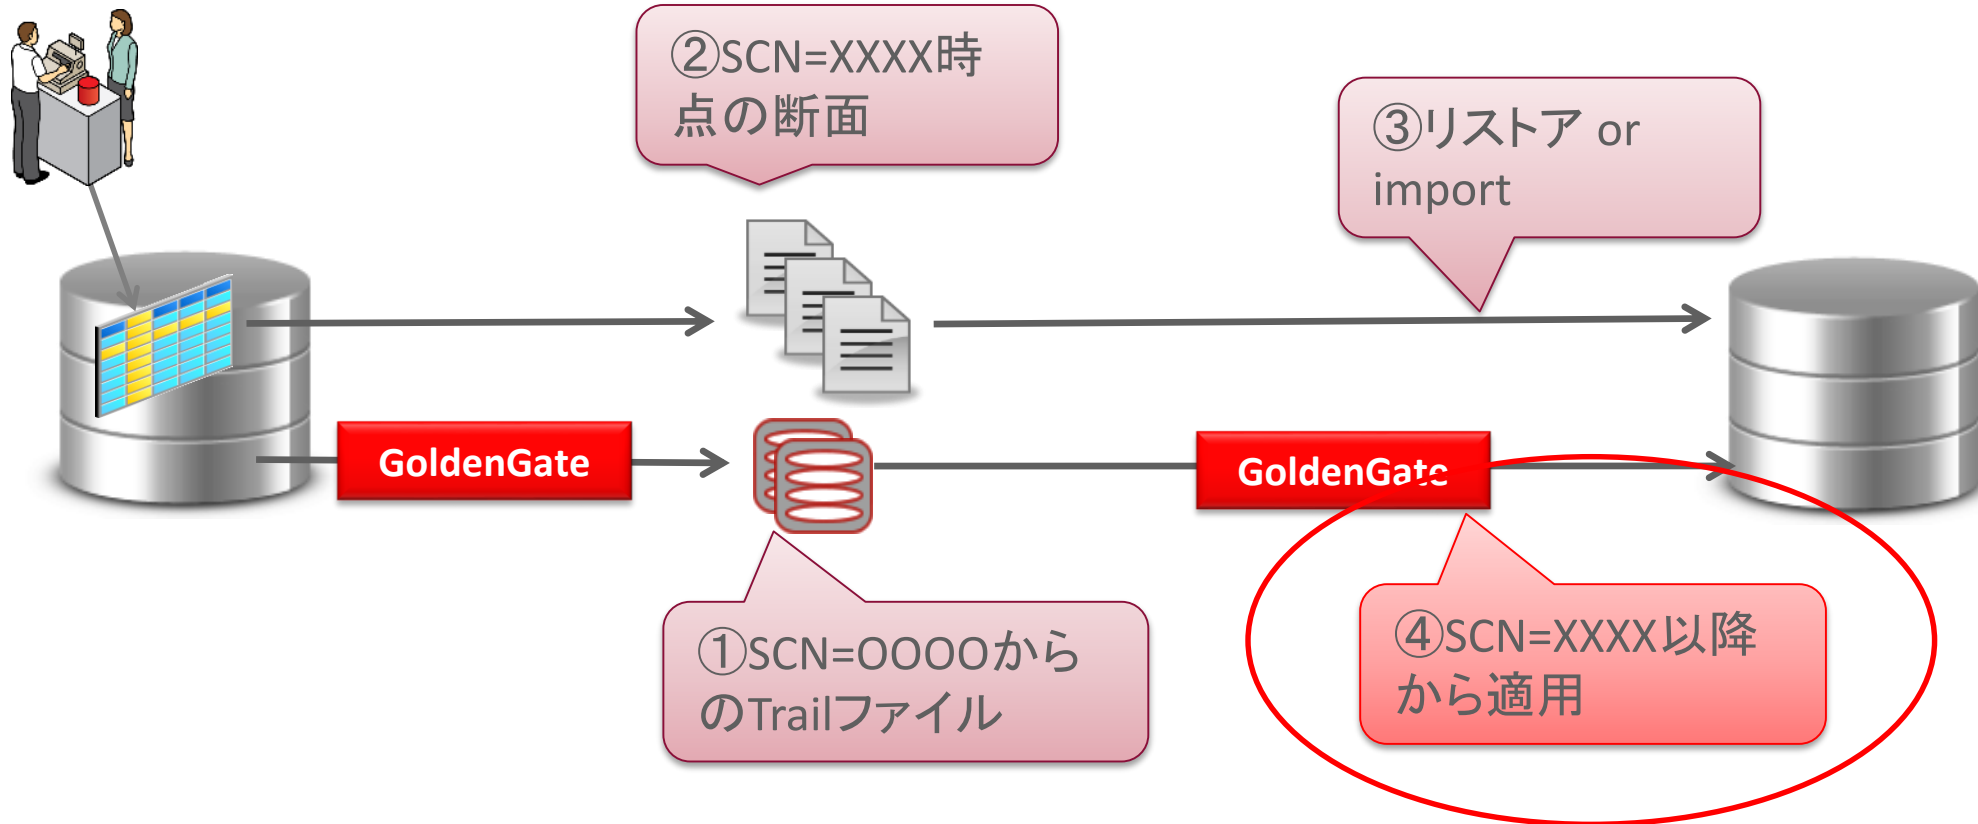 ②SCN=XXXX時
点の断面
③リストア or
import
GoldenGate
GoldenGate
①SCN=OOOOから
のTrailファイル
④SCN=XXXX以降
から適用